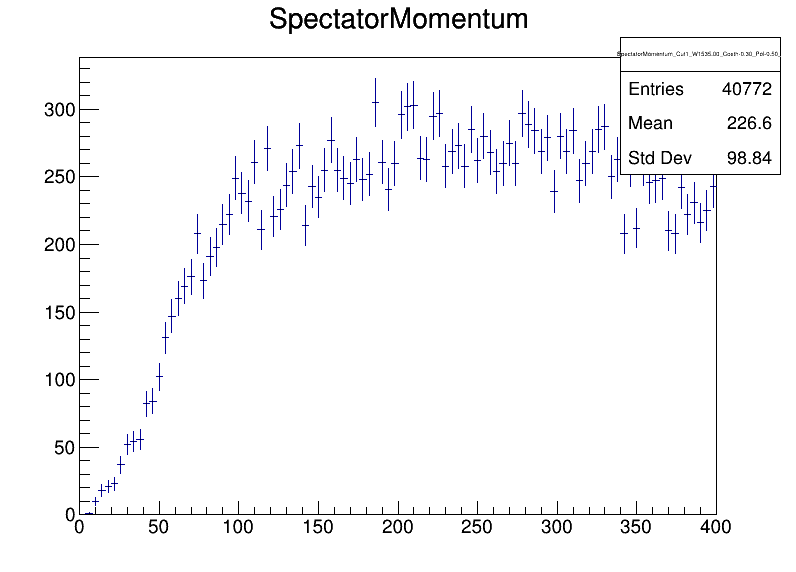 SpectatorMomentum
SpectatorMomentum_Cut1_W1535.00_Costh-0.30_Pol-0.50_
Entries 40772
Mean 226.6
Std Dev 98.84
300
250
200
150
100
50
0
0 50 100 150 200 250 300 350 400